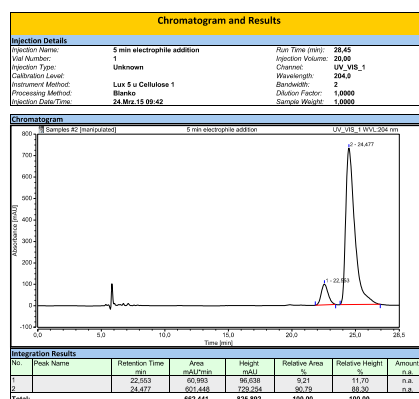 Chromatogram and Results
Injection Details
Injection Name: 5 min electrophile addition Run Time (min): 28,45
Vial Number: 1 Injection Volume: 20,00
Injection Type: Unknown Channel: UV_VIS_1
Calibration Level: Wavelength: 204,0
Instrument Method: Lux 5 u Cellulose 1 Bandwidth: 2
Processing Method: Blanko Dilution Factor: 1,0000
Injection Date/Time: 24.Mrz.15 09:42 Sample Weight: 1,0000
Chromatogram
Samples #2 [manipulated] 5 min electrophile addition UV_VIS_1 WVL:204 nm
800
700
600
500
400
300
200
100
0
-100
Absorbance [mAU]
2 - 24,477
1 - 22,553
0,0 5,0 10,0 15,0 20,0 28,5
Time [min]
Integration Results
No. Peak Name Retention Time Area Height Relative Area Relative Height Amount
min mAU*min mAU % % n.a.
1 22,553 60,993 96,638 9,21 11,70 n.a.
2 24,477 601,448 729,254 90,79 88,30 n.a.
Total: 662,441 825,892 100,00 100,00